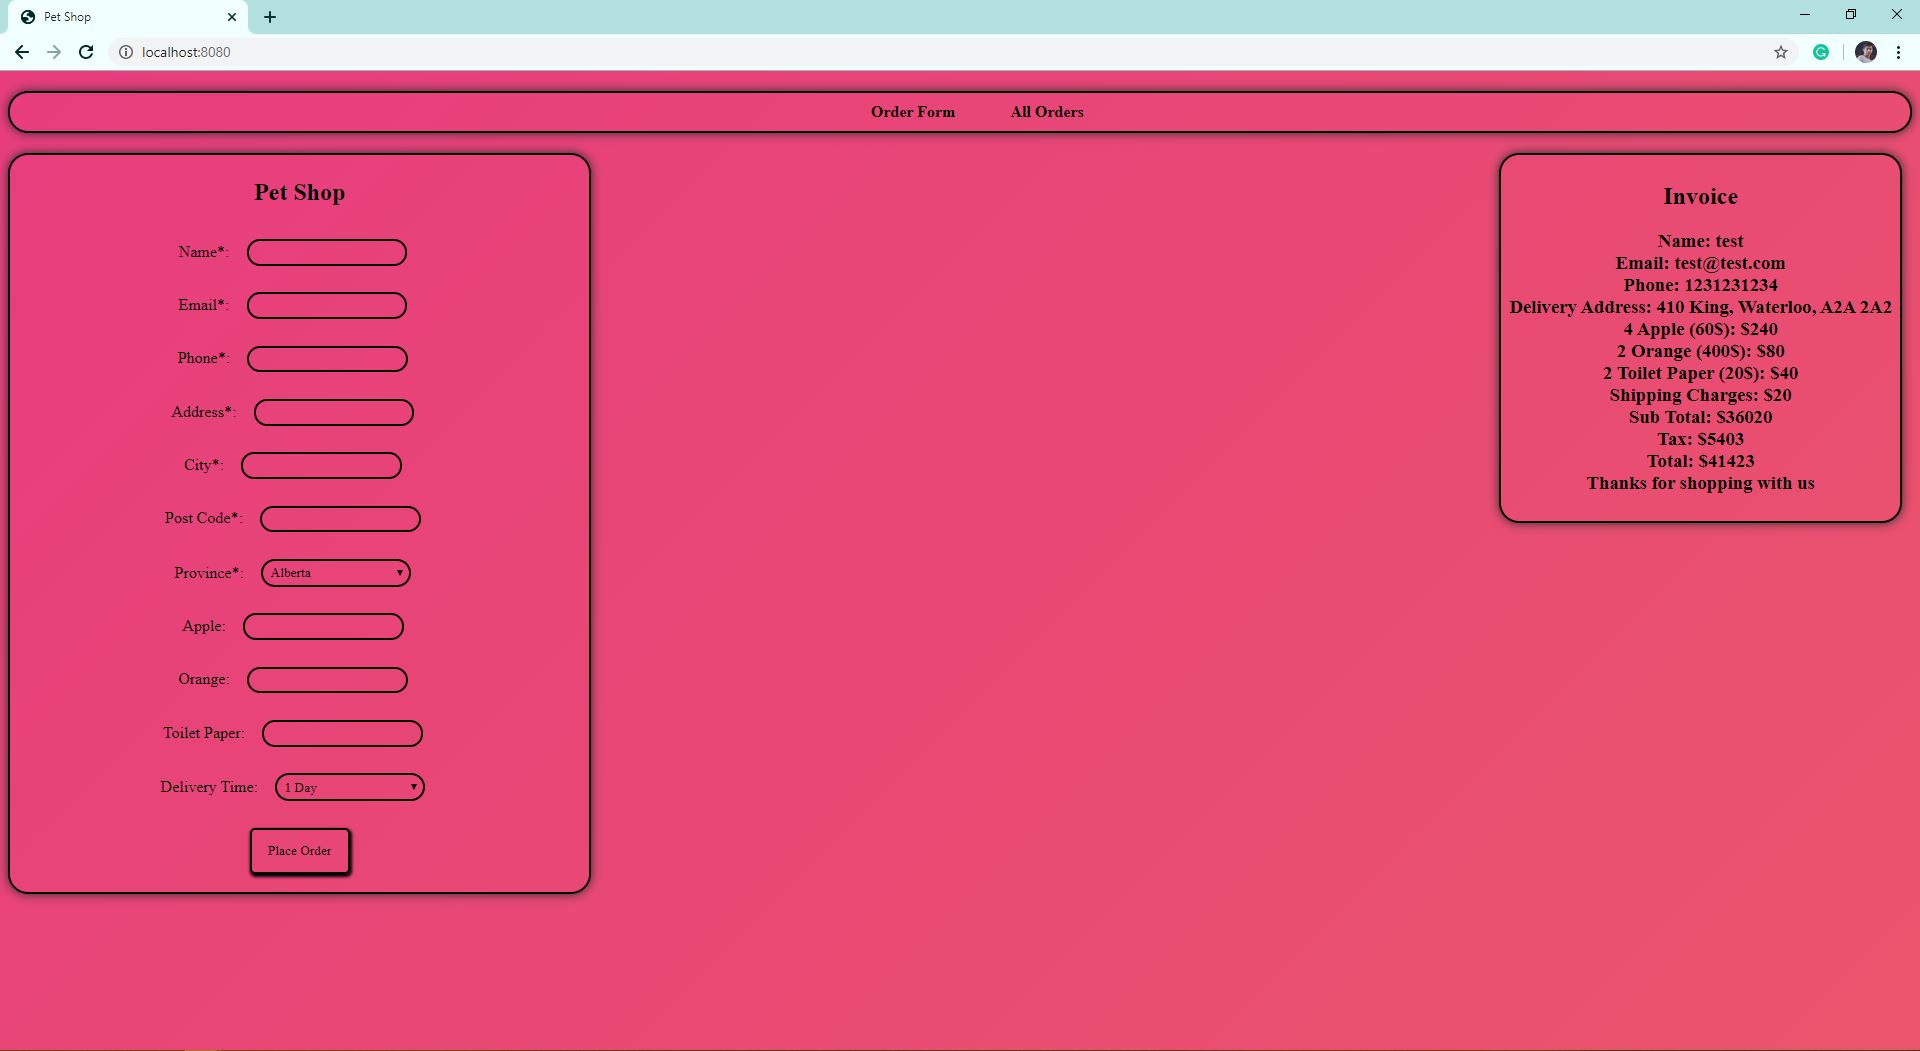 Pet Shop
localhost:8080
Order Form All Orders
Pet Shop
Name*:
Email*:
Phone*:
Address*:
City*:
Post Code*:
Province*: Alberta
Apple:
Orange:
Toilet Paper:
Delivery Time: 1 Day
Place Order
Invoice
Name: test
Email: test@test.com
Phone: 1231231234
Delivery Address: 410 King, Waterloo, A2A 2A2
4 Apple (60$): $240
2 Orange (400$): $80
2 Toilet Paper (20$): $40
Shipping Charges: $20
Sub Total: $36020
Tax: $5403
Total: $41423
Thanks for shopping with us